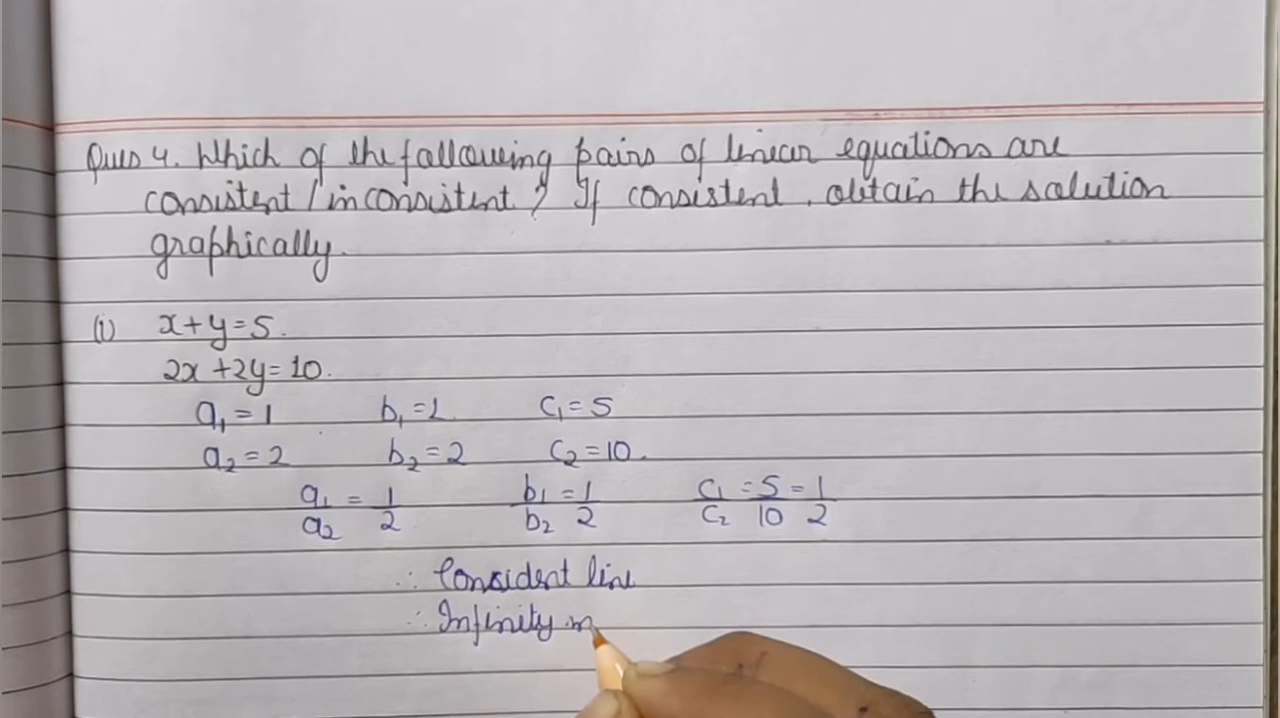 Ques 4. Which of the following pairs of linear equations are
consistent / inconsistent ? If consistent, obtain the solution
graphically.
(i) x+y=5.
2x+2y=10.
a₁=1 b₁=1 c₁=5
a₂=2 b₂=2 c₂=10.
a₁/a₂ = 1/2 b₁/b₂ = 1/2 c₁/c₂ = 5/10 = 1/2
∴ Consident line
∴ Infinity m